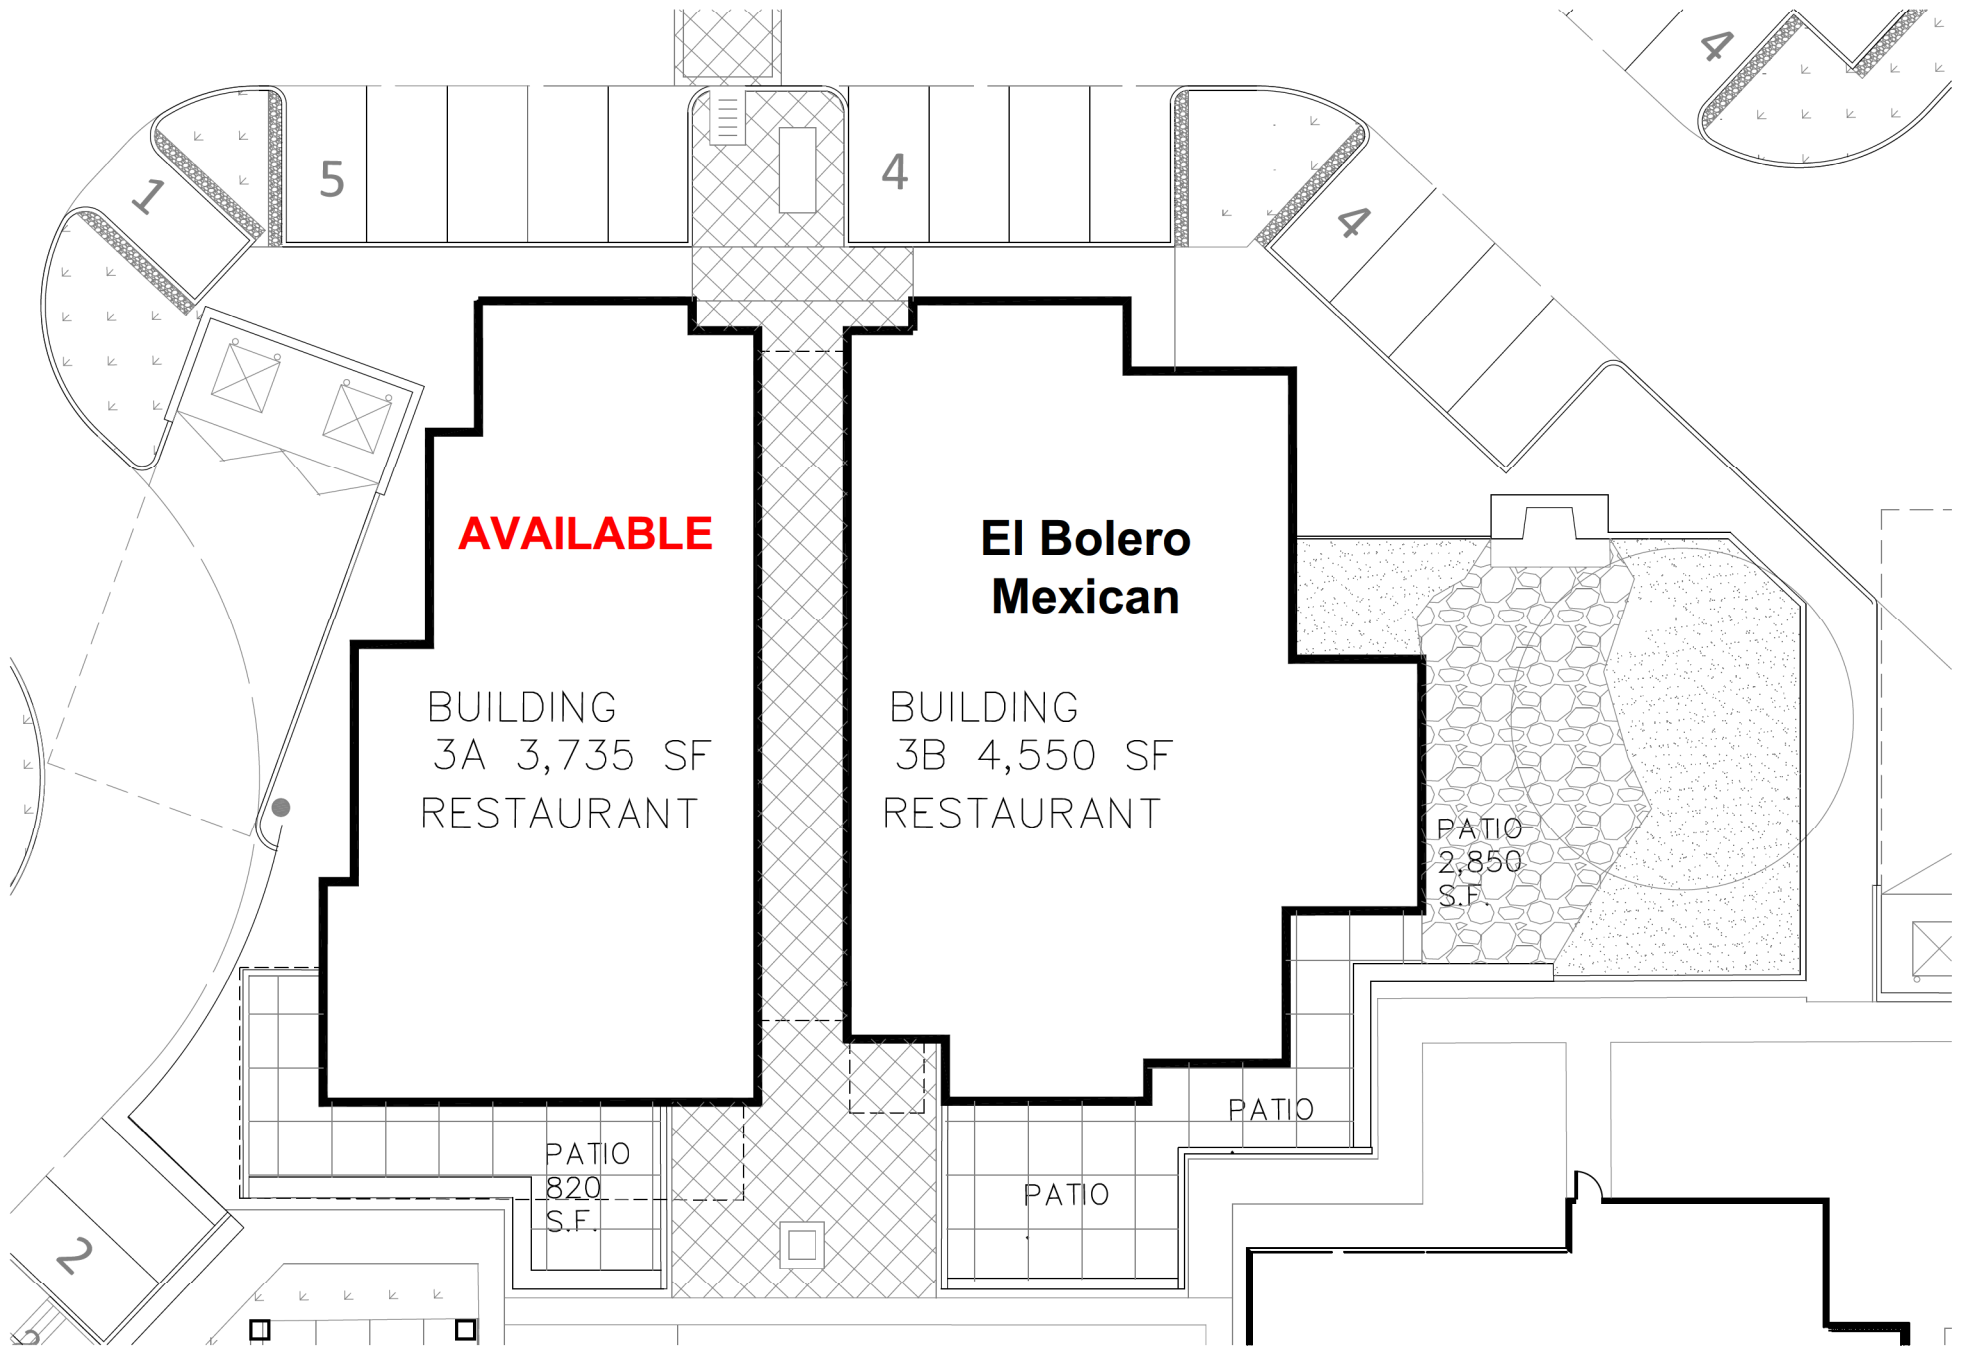 4
1
5
4
4
AVAILABLE
El Bolero
Mexican
BUILDING
3A 3,735 SF
RESTAURANT
BUILDING
3B 4,550 SF
RESTAURANT
PATIO
2,850
S.F.
PATIO
PATIO
820
S.F.
PATIO
2